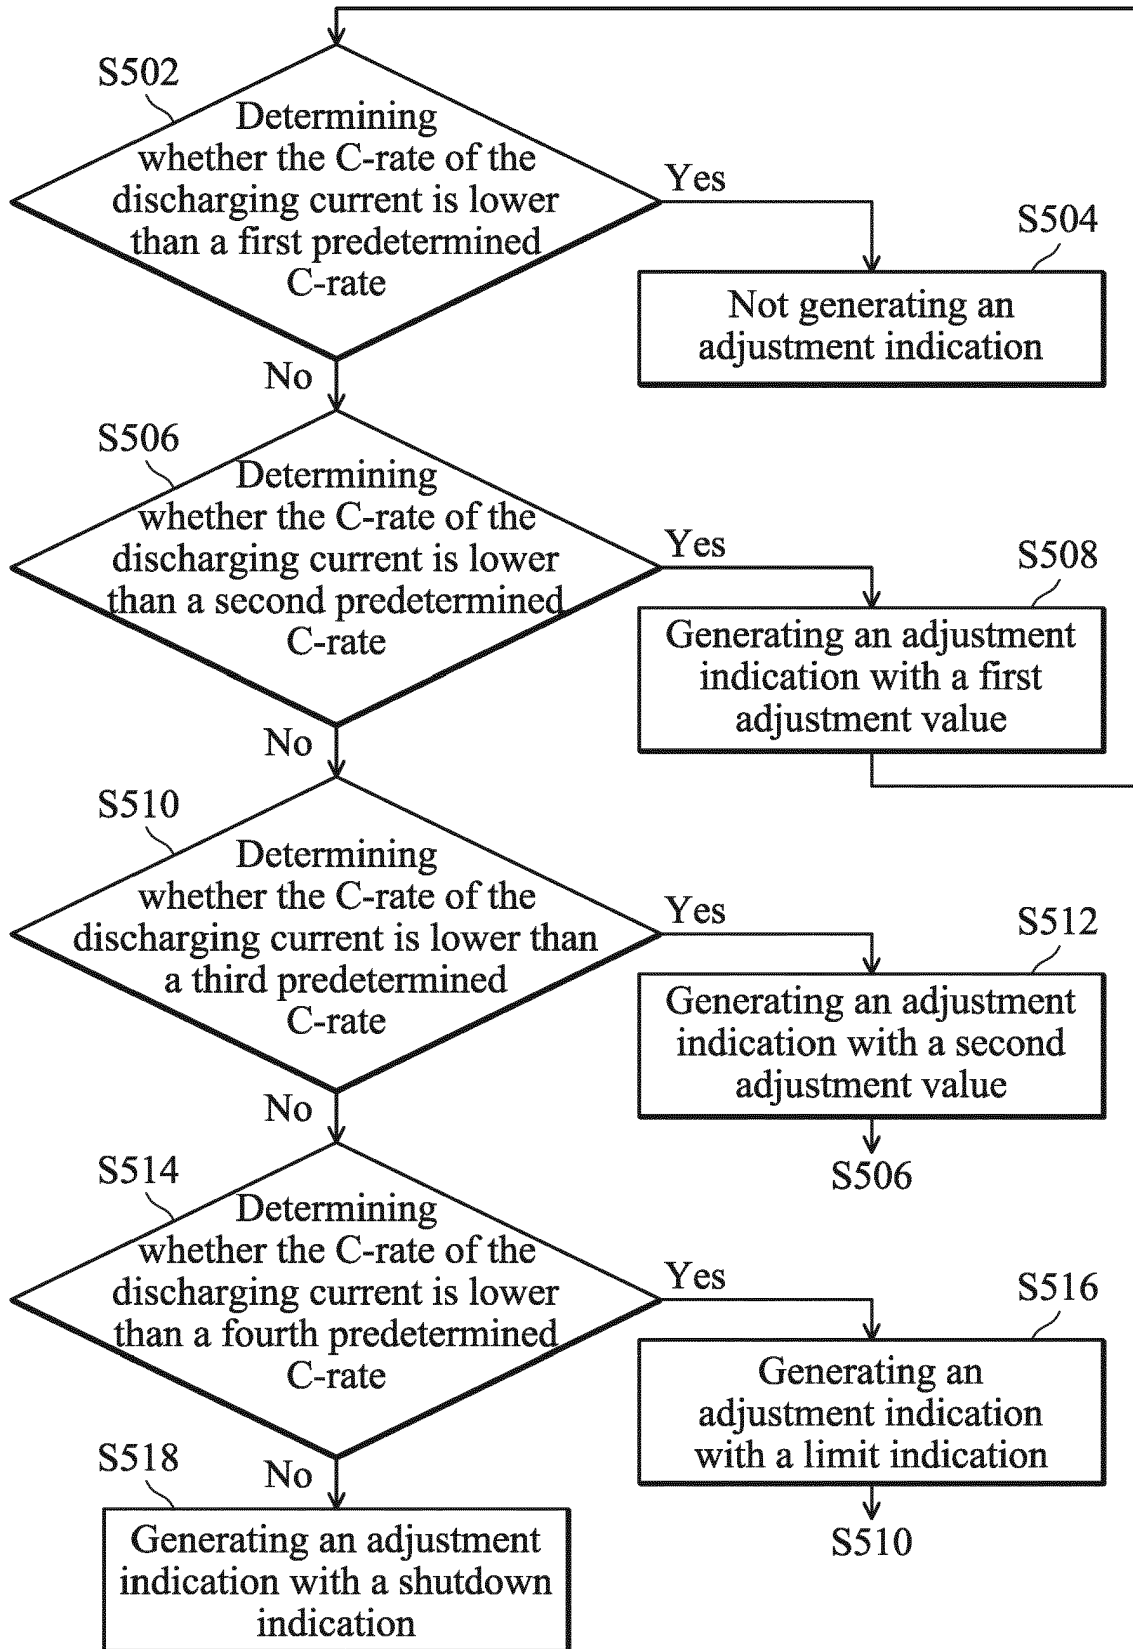 S502
Determining
whether the C-rate of the
discharging current is lower
than a first predetermined
C-rate
Yes
S504
Not generating an
adjustment indication
No
S506
Determining
whether the C-rate of the
discharging current is lower
than a second predetermined
C-rate
Yes
S508
Generating an adjustment
indication with a first
adjustment value
No
S510
Determining
whether the C-rate of the
discharging current is lower than
a third predetermined
C-rate
Yes
S512
Generating an adjustment
indication with a second
adjustment value
S506
No
S514
Determining
whether the C-rate of the
discharging current is lower
than a fourth predetermined
C-rate
Yes
S516
Generating an
adjustment indication
with a limit indication
S510
No
S518
Generating an adjustment
indication with a shutdown
indication